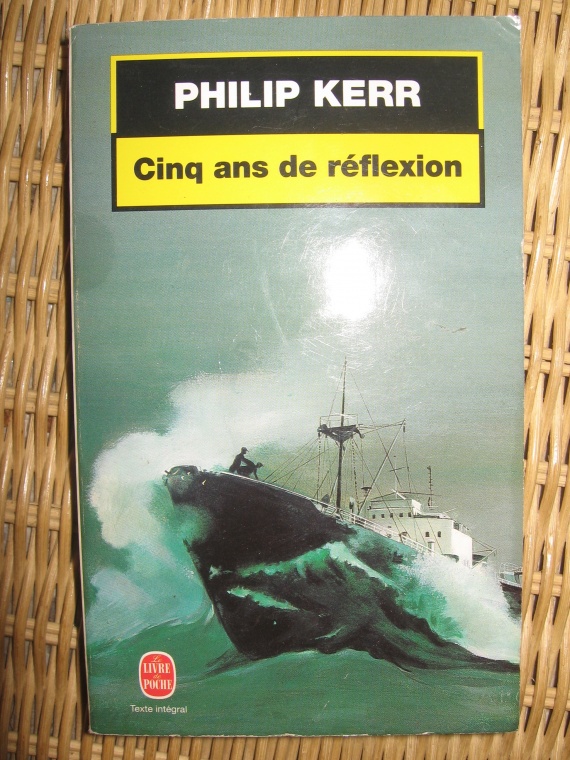 PHILIP KERR
Cinq ans de réflexion
Le
LIVRE
de
POCHE
Texte intégral